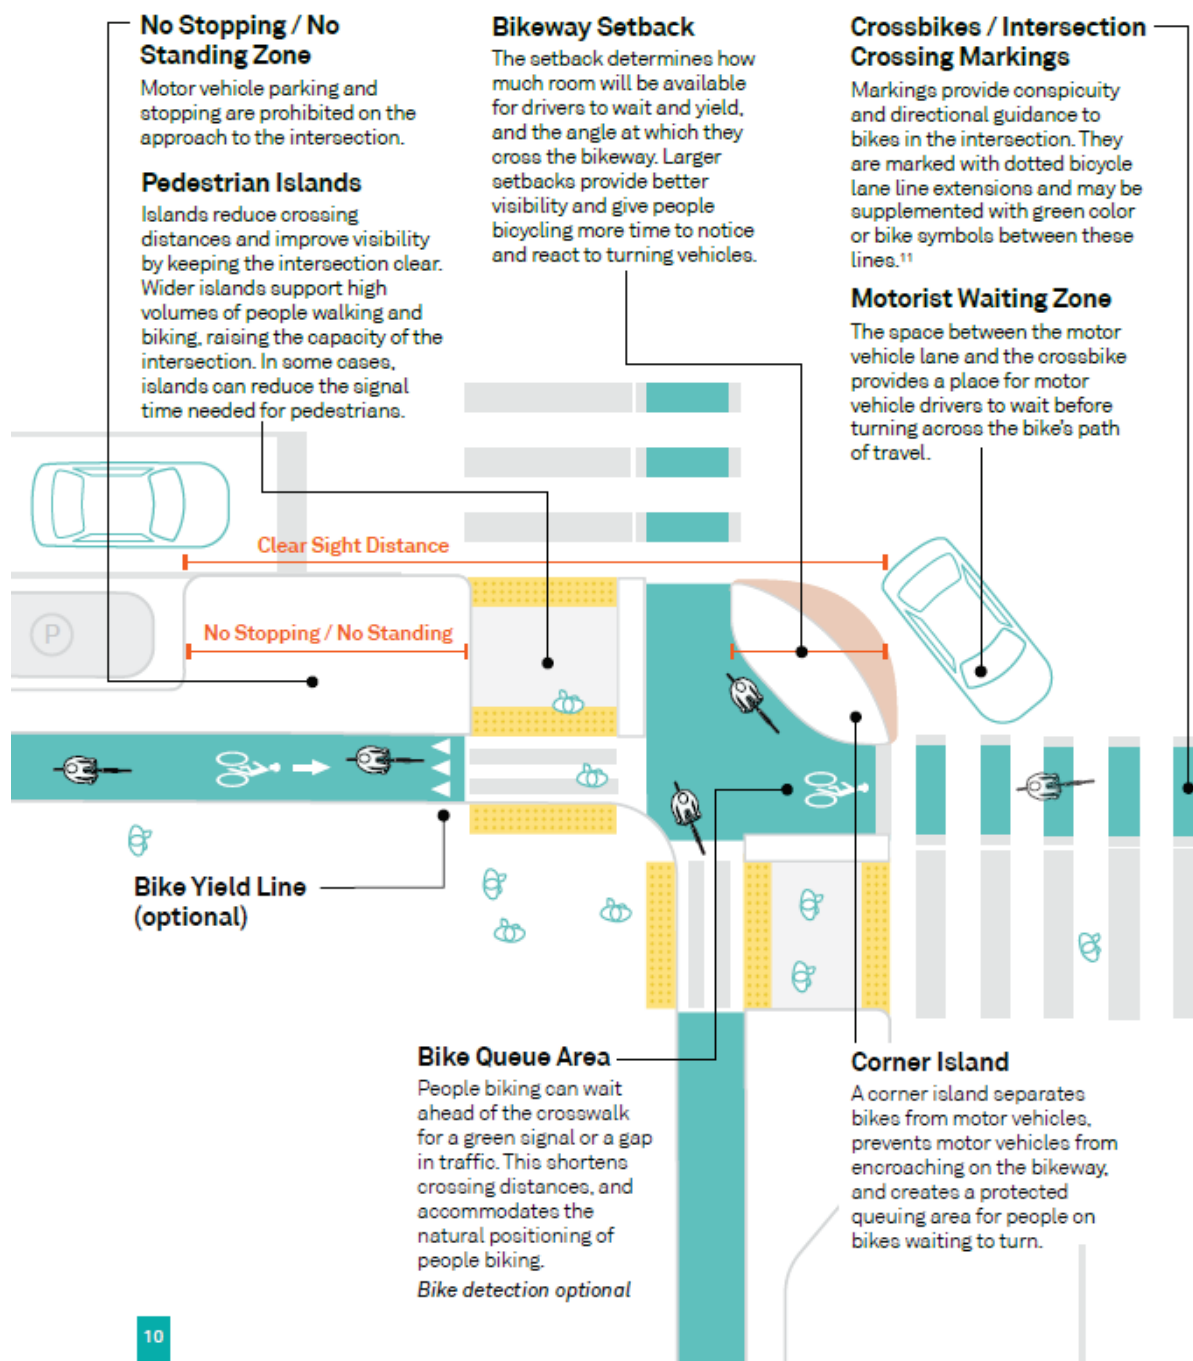 No Stopping / No
Standing Zone
Motor vehicle parking and
stopping are prohibited on the
approach to the intersection.
Pedestrian Islands
Islands reduce crossing
distances and improve visibility
by keeping the intersection clear.
Wider islands support high
volumes of people walking and
biking, raising the capacity of the
intersection. In some cases,
islands can reduce the signal
time needed for pedestrians.
Bikeway Setback
The setback determines how
much room will be available
for drivers to wait and yield,
and the angle at which they
cross the bikeway. Larger
setbacks provide better
visibility and give people
bicycling more time to notice
and react to turning vehicles.
Crossbikes / Intersection
Crossing Markings
Markings provide conspicuity
and directional guidance to
bikes in the intersection. They
are marked with dotted bicycle
lane line extensions and may be
supplemented with green color
or bike symbols between these
lines.¹¹
Motorist Waiting Zone
The space between the motor
vehicle lane and the crossbike
provides a place for motor
vehicle drivers to wait before
turning across the bike's path
of travel.
Clear Sight Distance
P
No Stopping / No Standing
Bike Yield Line
(optional)
Bike Queue Area
People biking can wait
ahead of the crosswalk
for a green signal or a gap
in traffic. This shortens
crossing distances, and
accommodates the
natural positioning of
people biking.
Bike detection optional
Corner Island
A corner island separates
bikes from motor vehicles,
prevents motor vehicles from
encroaching on the bikeway,
and creates a protected
queuing area for people on
bikes waiting to turn.
10